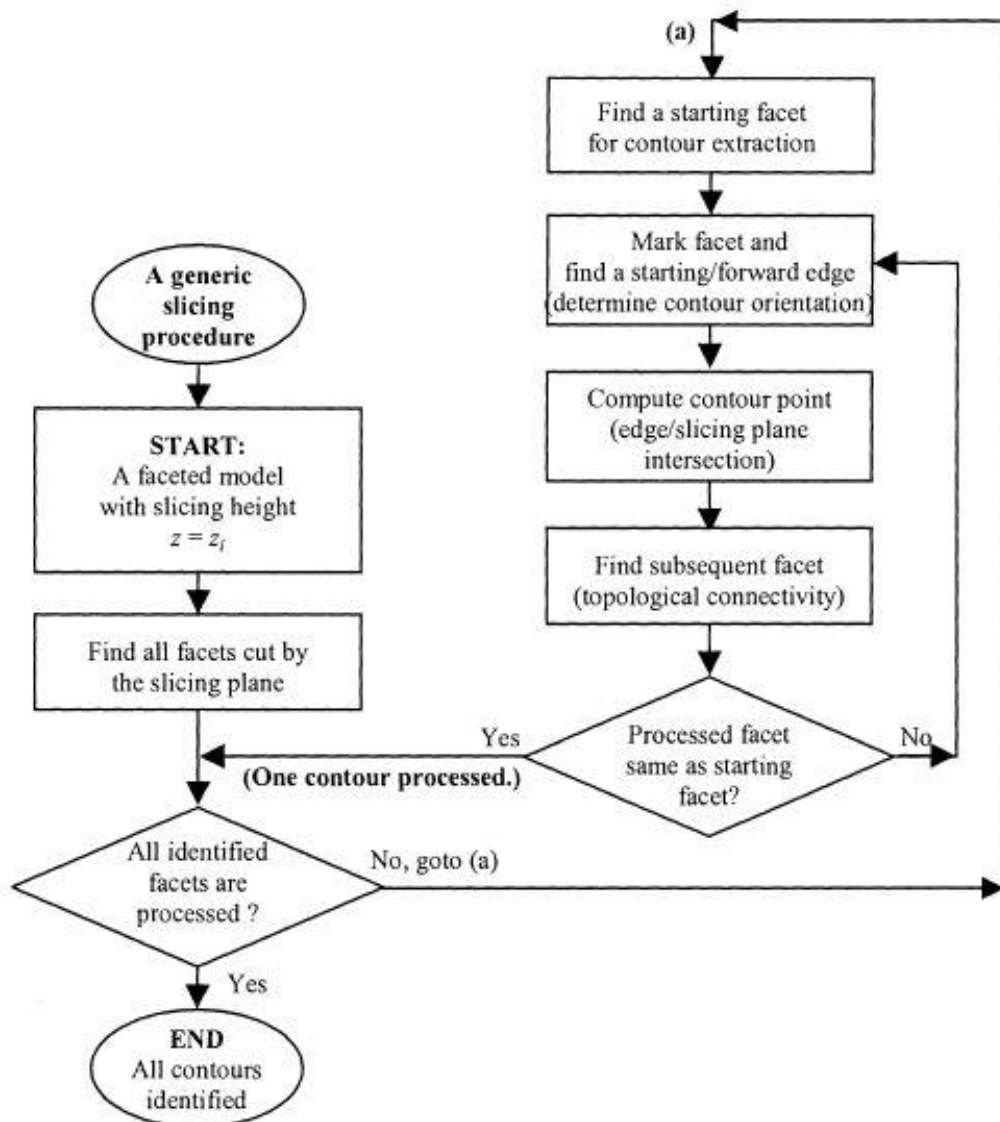 A generic
slicing
procedure
START:
A faceted model
with slicing height
z = zᵢ
Find all facets cut by
the slicing plane
All identified
facets are
processed ?
Yes
END
All contours
identified
No, goto (a)
(a)
Find a starting facet
for contour extraction
Mark facet and
find a starting/forward edge
(determine contour orientation)
Compute contour point
(edge/slicing plane
intersection)
Find subsequent facet
(topological connectivity)
Processed facet
same as starting
facet?
No
Yes
(One contour processed.)